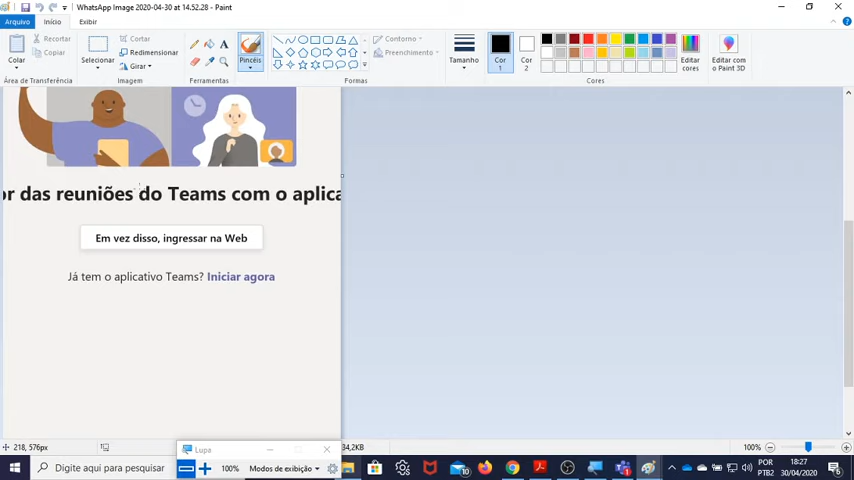 WhatsApp Image 2020-04-30 at 14.52.28 - Paint
Arquivo
Início
Exibir
Colar
Recortar
Copiar
Área de Transferência
Selecionar
Cortar
Redimensionar
Girar
Imagem
A
Ferramentas
Pincéis
Contorno
Preenchimento
Formas
Tamanho
Cor
1
Cor
2
Editar
cores
Editar com
o Paint 3D
Cores
or das reuniões do Teams com o aplica
Em vez disso, ingressar na Web
Já tem o aplicativo Teams? Iniciar agora
218, 576px
34,2KB
100%
Lupa
100%
Modos de exibição
Digite aqui para pesquisar
10
POR
PTB2
18:27
30/04/2020